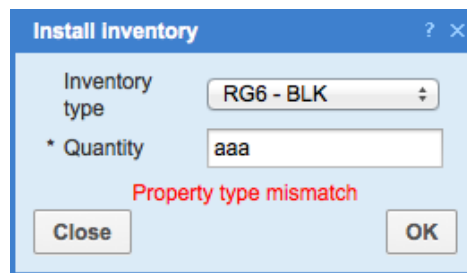 Install inventory ? ×
Inventory type RG6 - BLK
* Quantity aaa
Property type mismatch
Close OK